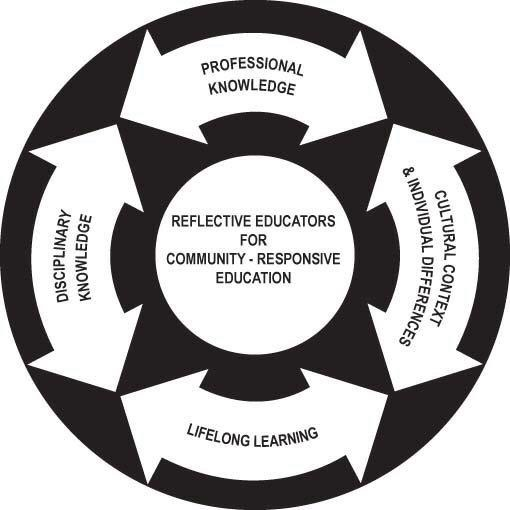 PROFESSIONAL
KNOWLEDGE
CULTURAL CONTEXT
& INDIVIDUAL DIFFERENCES
REFLECTIVE EDUCATORS
FOR
COMMUNITY - RESPONSIVE
EDUCATION
DISCIPLINARY
KNOWLEDGE
LIFELONG LEARNING